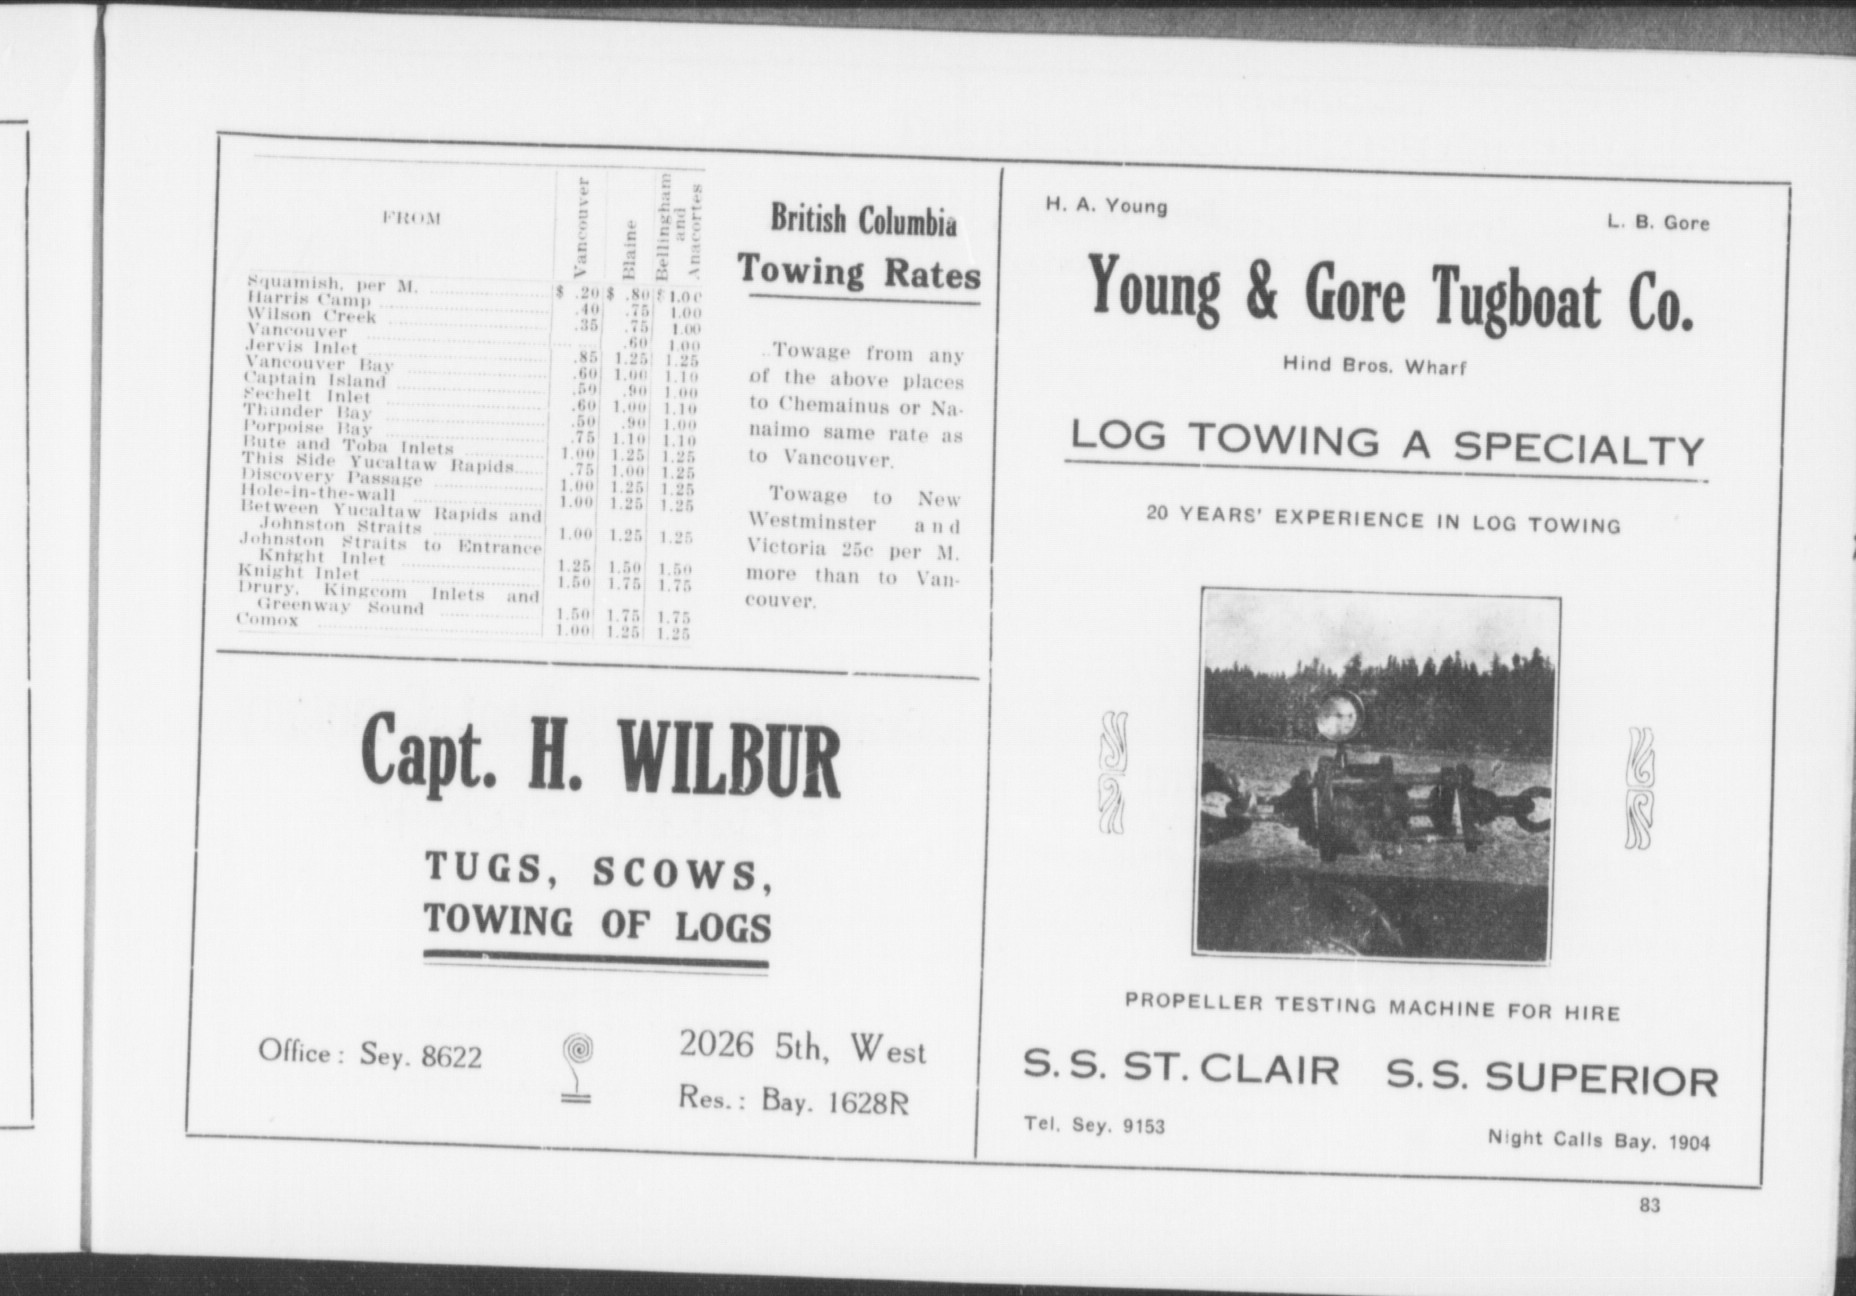 FROM
Vancouver
Blaine
Bellingham
and
Anacortes
Squamish, per M. $ .20 $ .80 $ 1.00
Harris Camp .40 .75 1.00
Wilson Creek .35 .75 1.00
Vancouver .60 1.00
Jervis Inlet .85 1.25 1.25
Vancouver Bay .60 1.00 1.10
Captain Island .50 .90 1.00
Sechelt Inlet .60 1.00 1.10
Thunder Bay .50 .90 1.00
Porpoise Bay .75 1.10 1.10
Bute and Toba Inlets 1.00 1.25 1.25
This Side Yucaltaw Rapids .75 1.00 1.25
Discovery Passage 1.00 1.25 1.25
Hole-in-the-wall 1.00 1.25 1.25
Between Yucaltaw Rapids and
Johnston Straits 1.00 1.25 1.25
Johnston Straits to Entrance
Knight Inlet 1.25 1.50 1.50
Knight Inlet 1.50 1.75 1.75
Drury, Kingcom Inlets and
Greenway Sound 1.50 1.75 1.75
Comox 1.00 1.25 1.25
British Columbia
Towing Rates
Towage from any
of the above places
to Chemainus or Na-
naimo same rate as
to Vancouver.
Towage to New
Westminster and
Victoria 25c per M.
more than to Van-
couver.
Capt. H. WILBUR
TUGS, SCOWS,
TOWING OF LOGS
Office: Sey. 8622
2026 5th, West
Res.: Bay. 1628R
H. A. Young
L. B. Gore
Young & Gore Tugboat Co.
Hind Bros. Wharf
LOG TOWING A SPECIALTY
20 YEARS' EXPERIENCE IN LOG TOWING
PROPELLER TESTING MACHINE FOR HIRE
S.S. ST. CLAIR S.S. SUPERIOR
Tel. Sey. 9153
Night Calls Bay. 1904
83